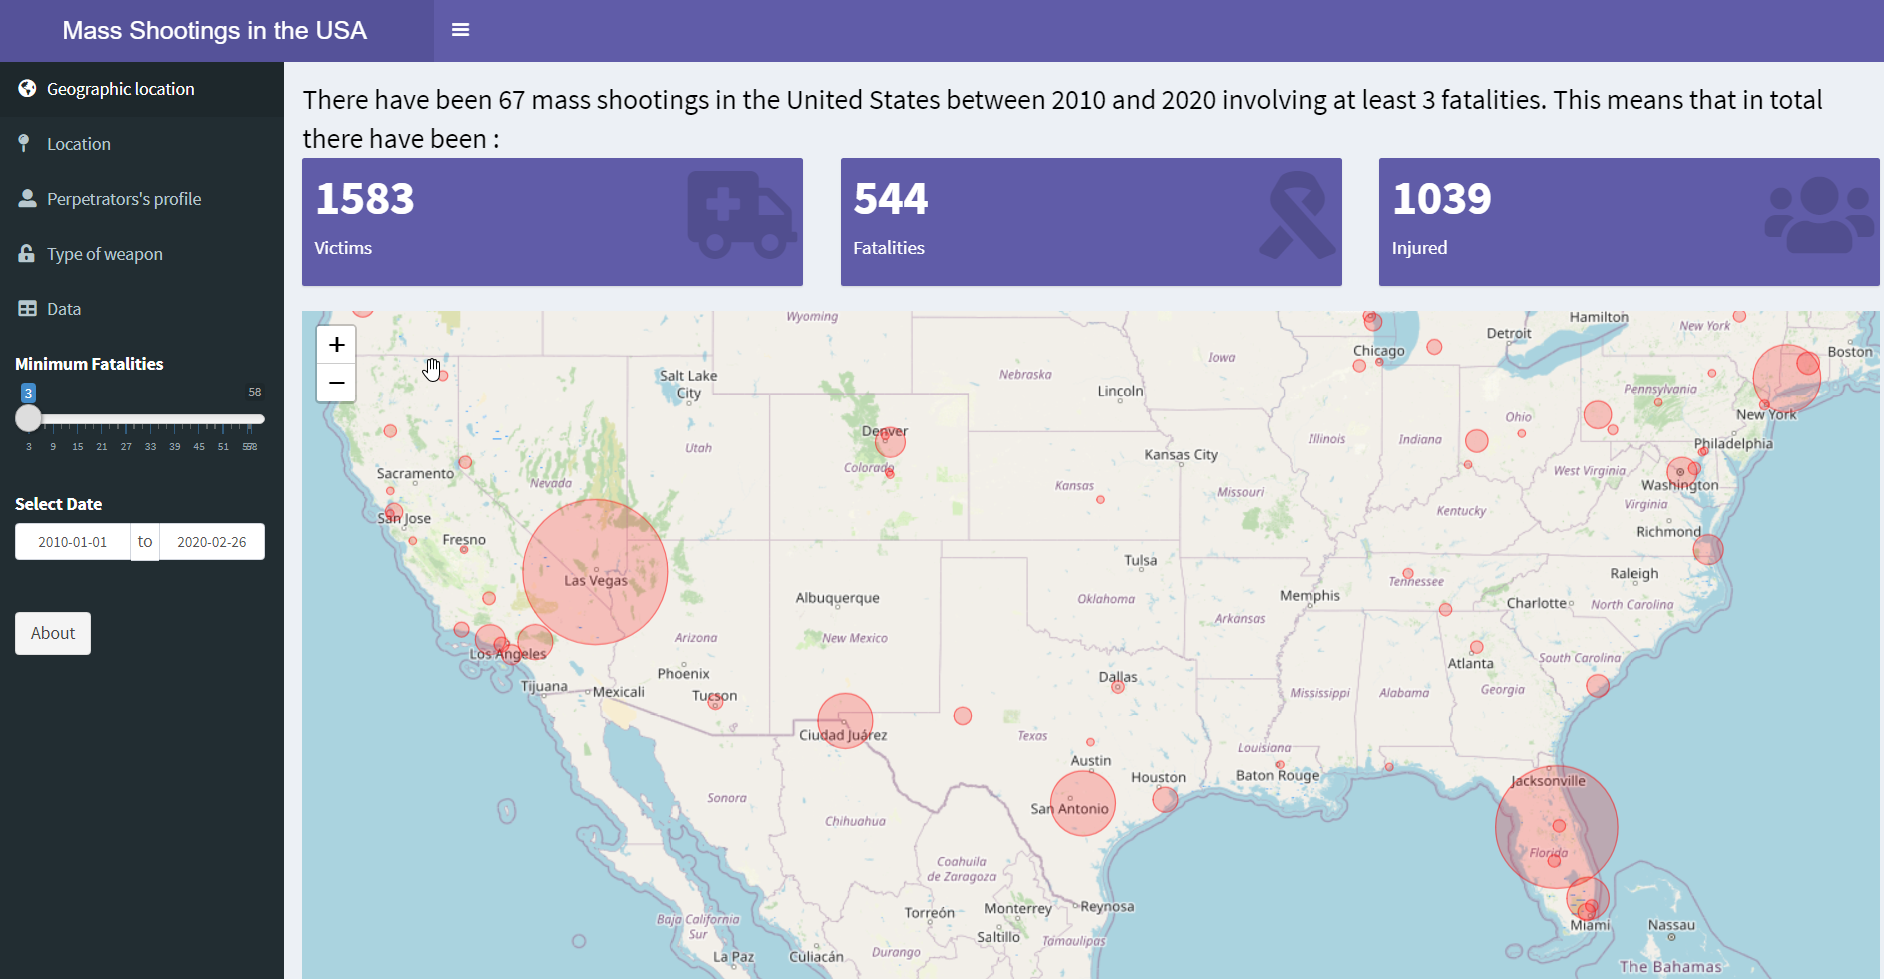 Mass Shootings in the USA
Geographic location
Location
Perpetrators's profile
Type of weapon
Data
Minimum Fatalities
3
58
3 9 15 21 27 33 39 45 51
Select Date
2010-01-01 to 2020-02-26
About
There have been 67 mass shootings in the United States between 2010 and 2020 involving at least 3 fatalities. This means that in total
there have been :
1583
Victims
544
Fatalities
1039
Injured
+
−
Wyoming
Iowa
Nebraska
Lincoln
Salt Lake
City
Utah
Nevada
Denver
Colorado
Kansas City
Kansas
Missouri
Illinois
Indiana
Ohio
Chicago
Detroit
Hamilton
New York
Boston
Pennsylvania
New York
Philadelphia
West Virginia
Washington
Virginia
Kentucky
Richmond
Sacramento
San Jose
Fresno
Las Vegas
Los Angeles
Tijuana
Mexicali
Arizona
Phoenix
Tucson
Albuquerque
New Mexico
Ciudad Juárez
Tulsa
Oklahoma
Arkansas
Memphis
Tennessee
Raleigh
Charlotte
North Carolina
South Carolina
Atlanta
Georgia
Alabama
Mississippi
Dallas
Texas
Austin
Houston
San Antonio
Louisiana
Baton Rouge
Jacksonville
Florida
Miami
Nassau
The Bahamas
Sonora
Chihuahua
Coahuila
de Zaragoza
Baja California
Sur
La Paz
Culiacán
Durango
Torreón
Monterrey
Saltillo
Reynosa
Tamaulipas